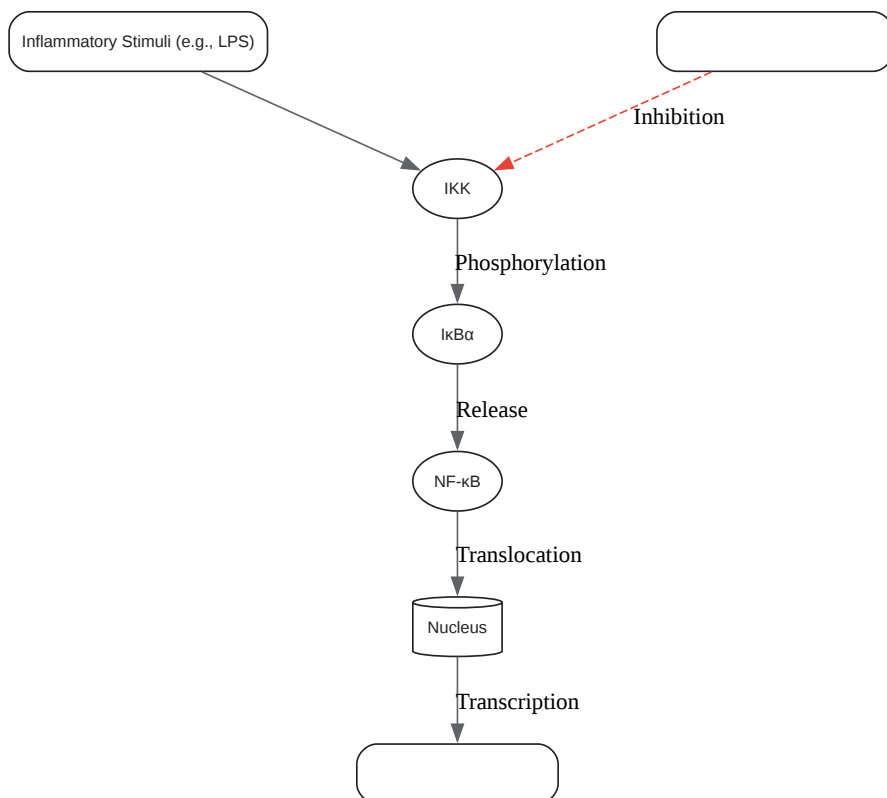 Inflammatory Stimuli (e.g., LPS)
Inhibition
IKK
Phosphorylation
IκBα
Release
NF-κB
Translocation
Nucleus
Transcription